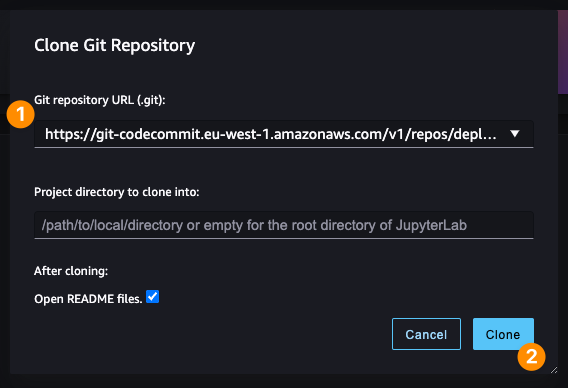 Clone Git Repository
Git repository URL (.git):
1
https://git-codecommit.eu-west-1.amazonaws.com/v1/repos/depl...
Project directory to clone into:
/path/to/local/directory or empty for the root directory of JupyterLab
After cloning:
Open README files.
Cancel
Clone
2